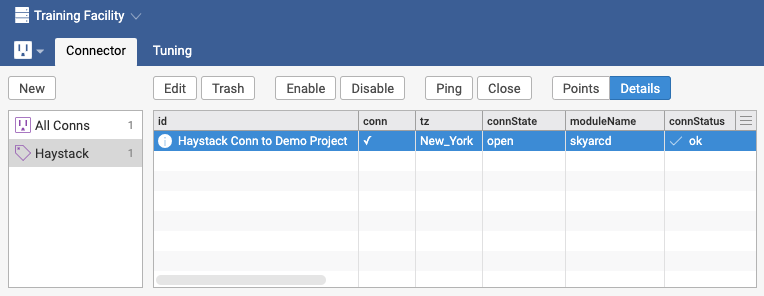 Training Facility
Connector Tuning
New Edit Trash Enable Disable Ping Close Points Details
All Conns 1
Haystack 1
id conn tz connState moduleName connStatus
Haystack Conn to Demo Project ✓ New_York open skyarcd ✓ ok